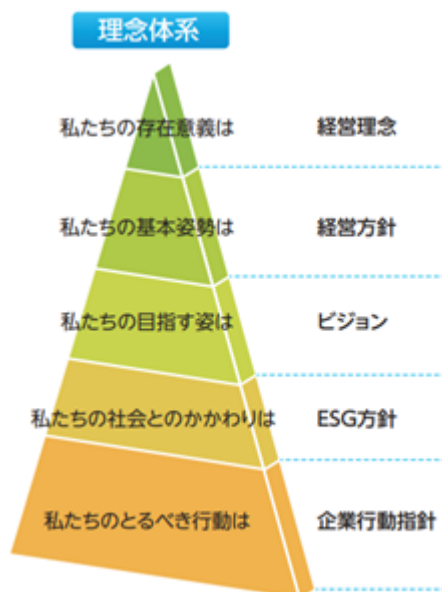 理念体系
私たちの存在意義は 経営理念
私たちの基本姿勢は 経営方針
私たちの目指す姿は ビジョン
私たちの社会とのかかわりは ESG方針
私たちのとるべき行動は 企業行動指針